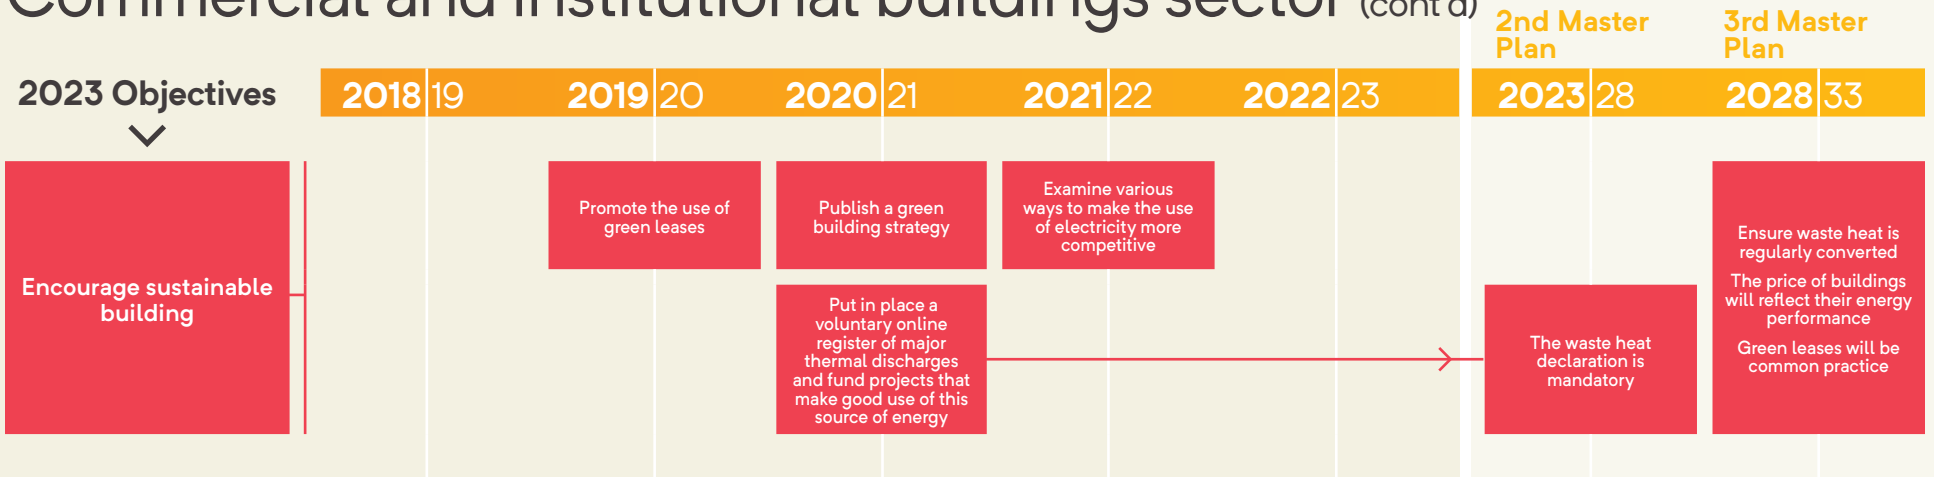 Commercial and institutional buildings sector (cont'd)
2nd Master
Plan
3rd Master
Plan
2023 Objectives
2018|19
2019|20
2020|21
2021|22
2022|23
2023|28
2028|33
Encourage sustainable
building
Promote the use of
green leases
Publish a green
building strategy
Put in place a
voluntary online
register of major
thermal discharges
and fund projects that
make good use of this
source of energy
Examine various
ways to make the use
of electricity more
competitive
The waste heat
declaration is
mandatory
Ensure waste heat is
regularly converted
The price of buildings
will reflect their energy
performance
Green leases will be
common practice